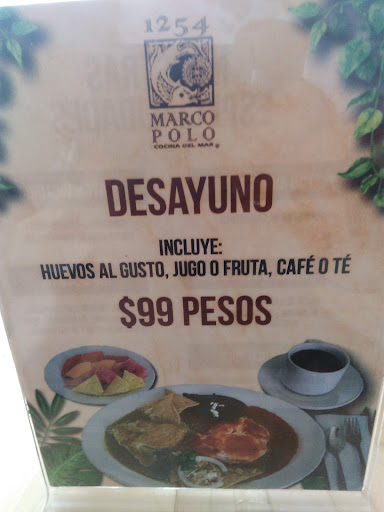 1254
MARCO
POLO
COCINA DEL MAR
DESAYUNO
INCLUYE:
HUEVOS AL GUSTO, JUGO O FRUTA, CAFÉ O TÉ
$99 PESOS